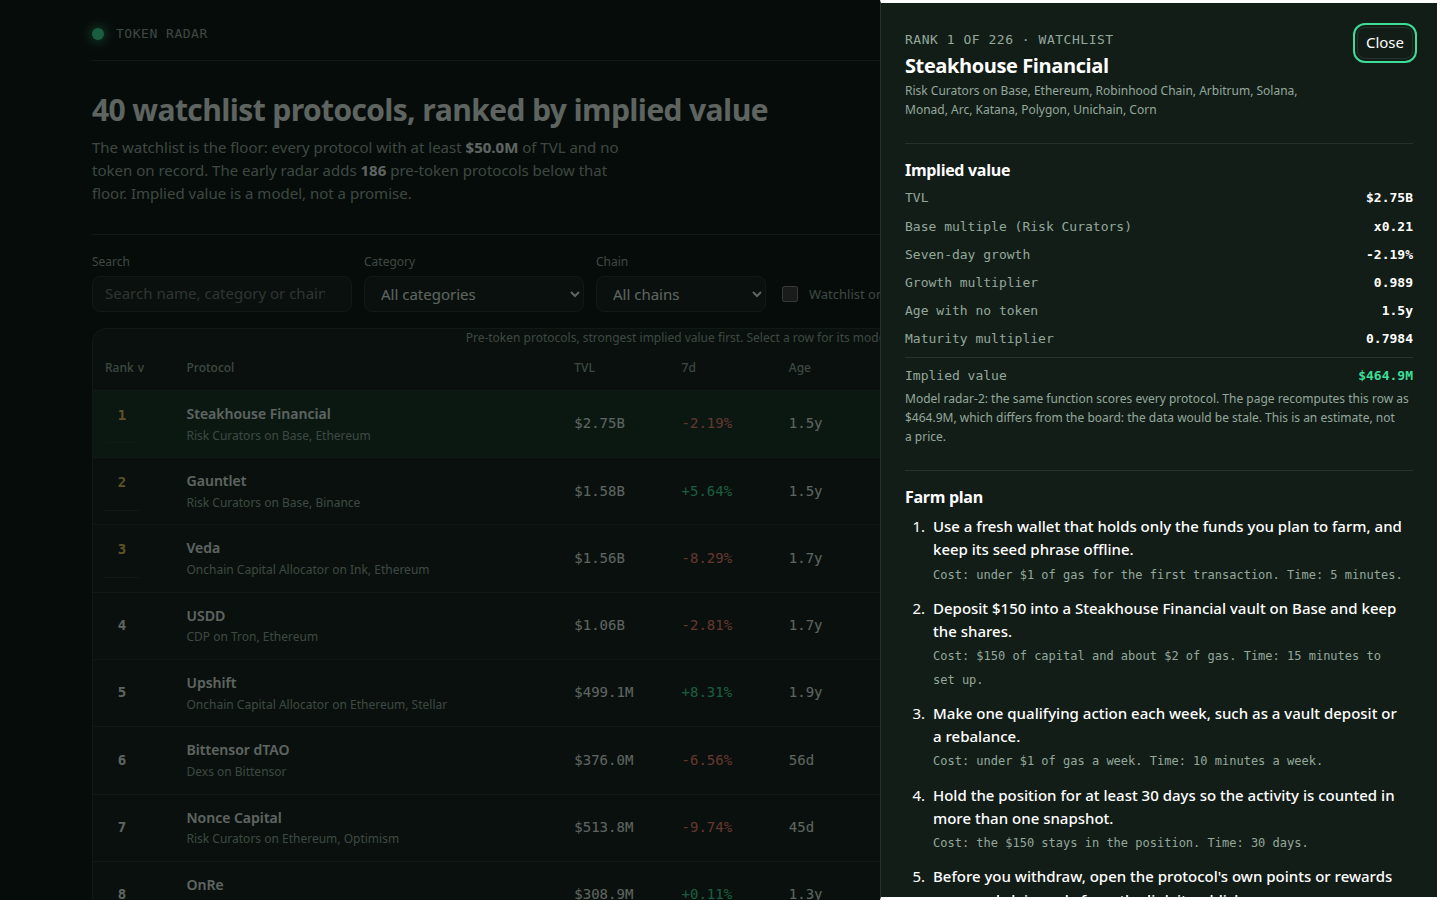 TOKEN RADAR
40 watchlist protocols, ranked by implied value
The watchlist is the floor: every protocol with at least $50.0M of TVL and no
token on record. The early radar adds 186 pre-token protocols below that
floor. Implied value is a model, not a promise.
Search
Category
Chain
Search name, category or chain
All categories
All chains
Watchlist
Pre-token protocols, strongest implied value first. Select a row for its
Rank v
Protocol
TVL
7d
Age
1
Steakhouse Financial
Risk Curators on Base, Ethereum
$2.75B
-2.19%
1.5y
2
Gauntlet
Risk Curators on Base, Binance
$1.58B
+5.64%
1.5y
3
Veda
Onchain Capital Allocator on Ink, Ethereum
$1.56B
-8.29%
1.7y
4
USDD
CDP on Tron, Ethereum
$1.06B
-2.81%
1.7y
5
Upshift
Onchain Capital Allocator on Ethereum, Stellar
$499.1M
+8.31%
1.9y
6
Bittensor dTAO
Dexs on Bittensor
$376.0M
-6.56%
56d
7
Nonce Capital
Risk Curators on Ethereum, Optimism
$513.8M
-9.74%
45d
8
OnRe
$308.9M
+0.11%
1.3y
RANK 1 OF 226 · WATCHLIST
Close
Steakhouse Financial
Risk Curators on Base, Ethereum, Robinhood Chain, Arbitrum, Solana,
Monad, Arc, Katana, Polygon, Unichain, Corn
Implied value
TVL $2.75B
Base multiple (Risk Curators) x0.21
Seven-day growth -2.19%
Growth multiplier 0.989
Age with no token 1.5y
Maturity multiplier 0.7984
Implied value $464.9M
Model radar-2: the same function scores every protocol. The page recomputes this row as
$464.9M, which differs from the board: the data would be stale. This is an estimate, not
a price.
Farm plan
1. Use a fresh wallet that holds only the funds you plan to farm, and
keep its seed phrase offline.
Cost: under $1 of gas for the first transaction. Time: 5 minutes.
2. Deposit $150 into a Steakhouse Financial vault on Base and keep
the shares.
Cost: $150 of capital and about $2 of gas. Time: 15 minutes to
set up.
3. Make one qualifying action each week, such as a vault deposit or
a rebalance.
Cost: under $1 of gas a week. Time: 10 minutes a week.
4. Hold the position for at least 30 days so the activity is counted in
more than one snapshot.
Cost: the $150 stays in the position. Time: 30 days.
5. Before you withdraw, open the protocol's own points or rewards